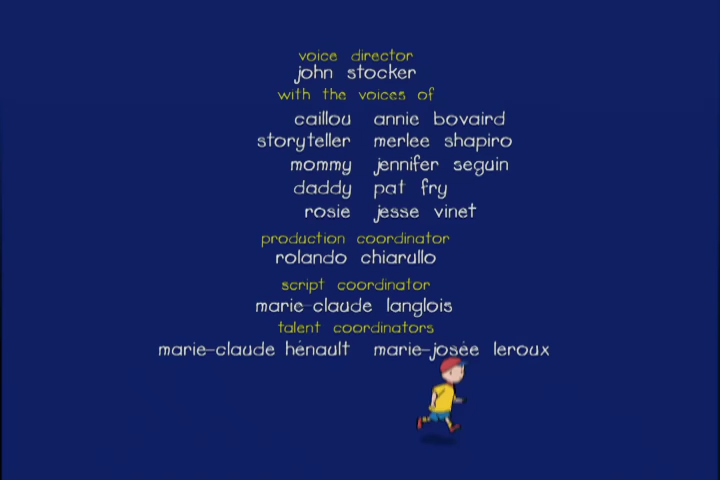 voice director
john stocker
with the voices of
caillou annie bovaird
storyteller merlee shapiro
mommy jennifer seguin
daddy pat fry
rosie jesse vinet
production coordinator
rolando chiarullo
script coordinator
marie-claude langlois
talent coordinators
marie-claude hénault marie-josée leroux